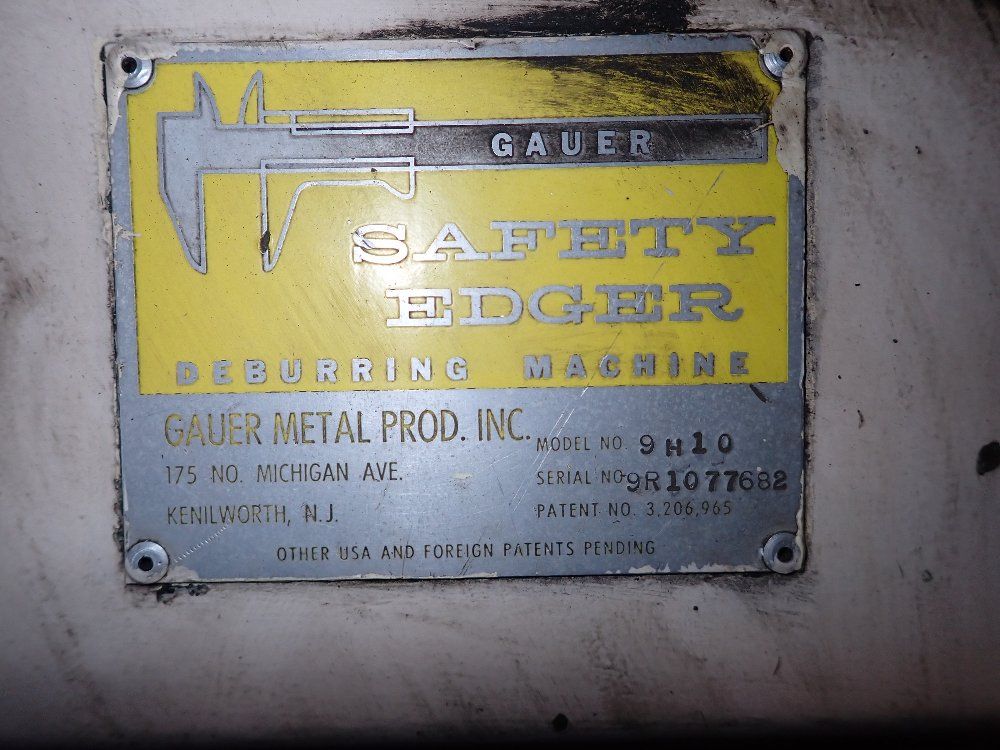 GAUER
SAFETY
EDGER
DEBURRING MACHINE
GAUER METAL PROD. INC.
175 NO. MICHIGAN AVE.
KENILWORTH, N.J.
MODEL NO. 9H10
SERIAL NO 9R1077682
PATENT NO. 3,206,965
OTHER USA AND FOREIGN PATENTS PENDING